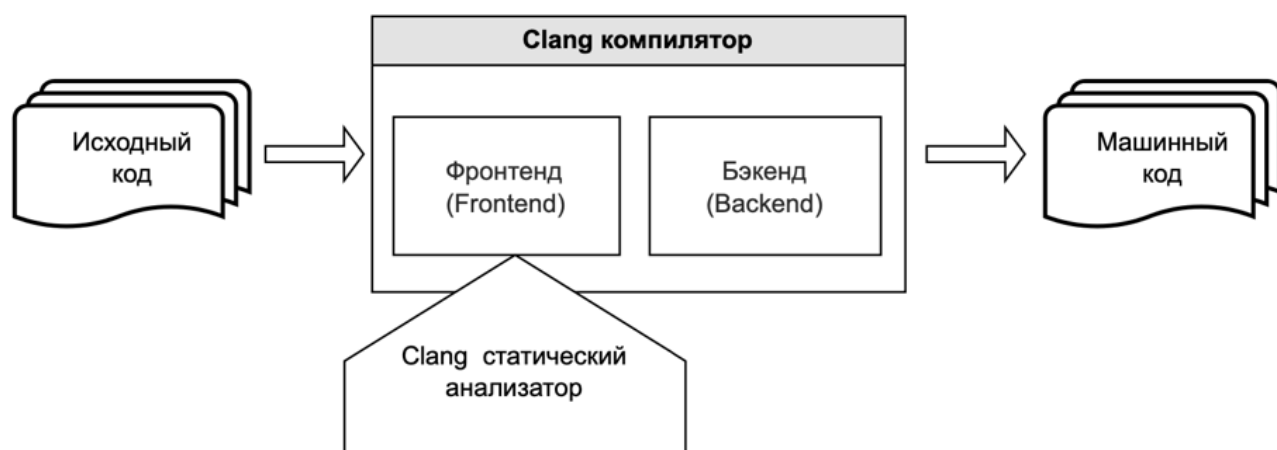 Clang компилятор
Исходный
код
Фронтенд
(Frontend)
Бэкенд
(Backend)
Машинный
код
Clang статический
анализатор